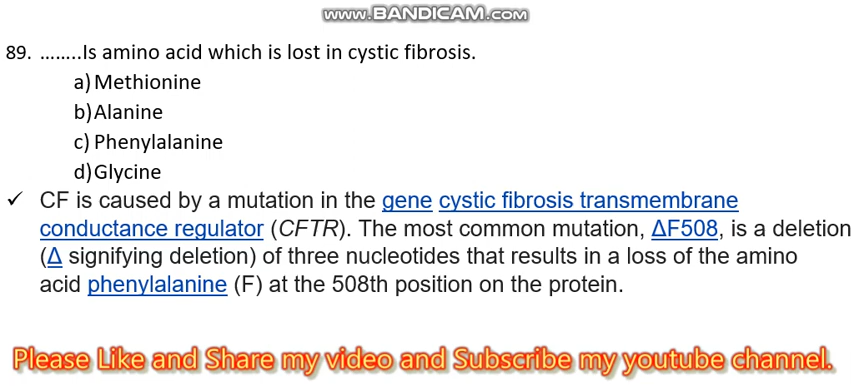 www.BANDICAM.com
89. ........Is amino acid which is lost in cystic fibrosis.
a) Methionine
b) Alanine
c) Phenylalanine
d) Glycine
✓ CF is caused by a mutation in the gene cystic fibrosis transmembrane
conductance regulator (CFTR). The most common mutation, ΔF508, is a deletion
(Δ signifying deletion) of three nucleotides that results in a loss of the amino
acid phenylalanine (F) at the 508th position on the protein.
Please Like and Share my video and Subscribe my youtube channel.